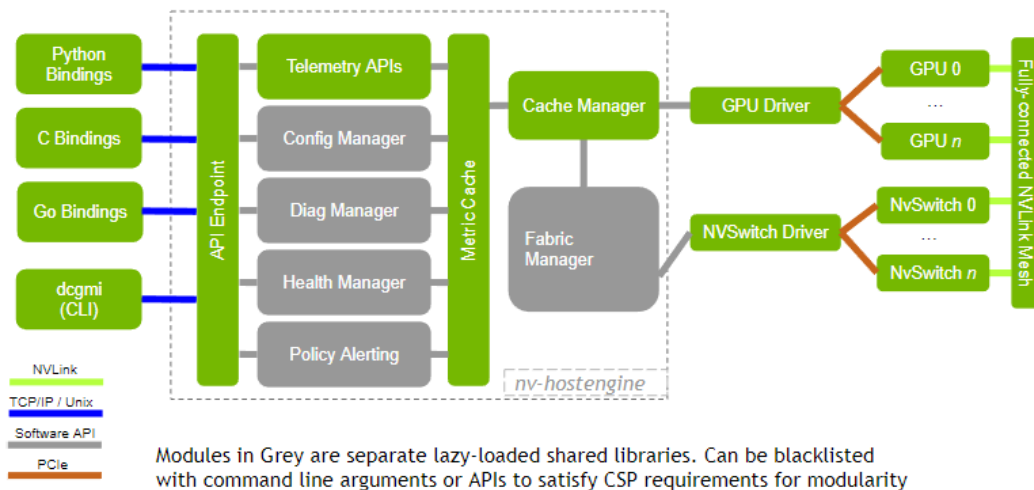 Python
Bindings
C Bindings
Go Bindings
dcgmi
(CLI)
API Endpoint
Telemetry APIs
Config Manager
Diag Manager
Health Manager
Policy Alerting
Metric Cache
Cache Manager
Fabric
Manager
nv-hostengine
GPU Driver
NVSwitch Driver
GPU 0
...
GPU n
NvSwitch 0
...
NvSwitch n
Fully-connected NVLink Mesh
NVLink
TCP/IP / Unix
Software API
PCIe
Modules in Grey are separate lazy-loaded shared libraries. Can be blacklisted
with command line arguments or APIs to satisfy CSP requirements for modularity